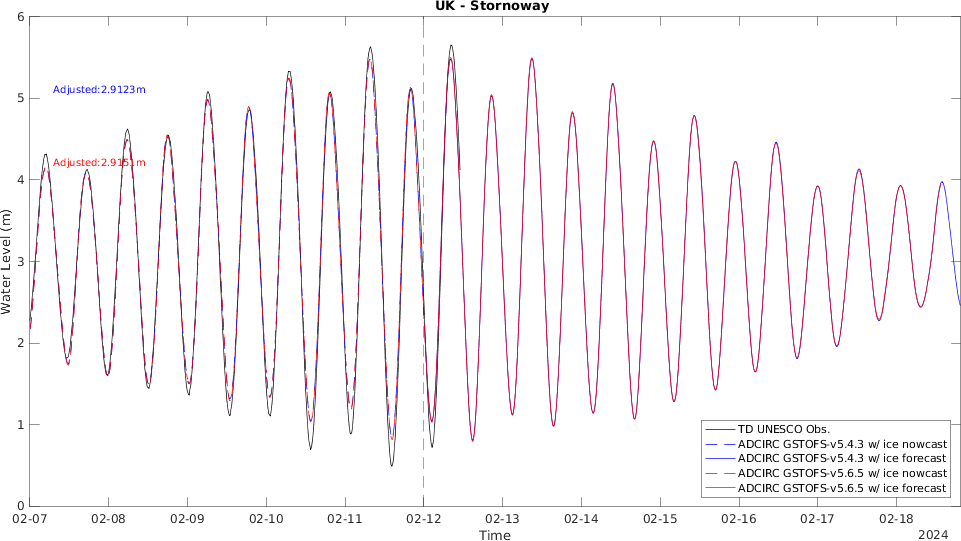 UK - Stornoway
6
5
4
3
2
1
0
Water Level (m)
Adjusted:2.9123m
Adjusted:2.9151m
TD UNESCO Obs.
ADCIRC GSTOFS-v5.4.3 w/ ice nowcast
ADCIRC GSTOFS-v5.4.3 w/ ice forecast
ADCIRC GSTOFS-v5.6.5 w/ ice nowcast
ADCIRC GSTOFS-v5.6.5 w/ ice forecast
02-07 02-08 02-09 02-10 02-11 02-12 02-13 02-14 02-15 02-16 02-17 02-18
Time
2024